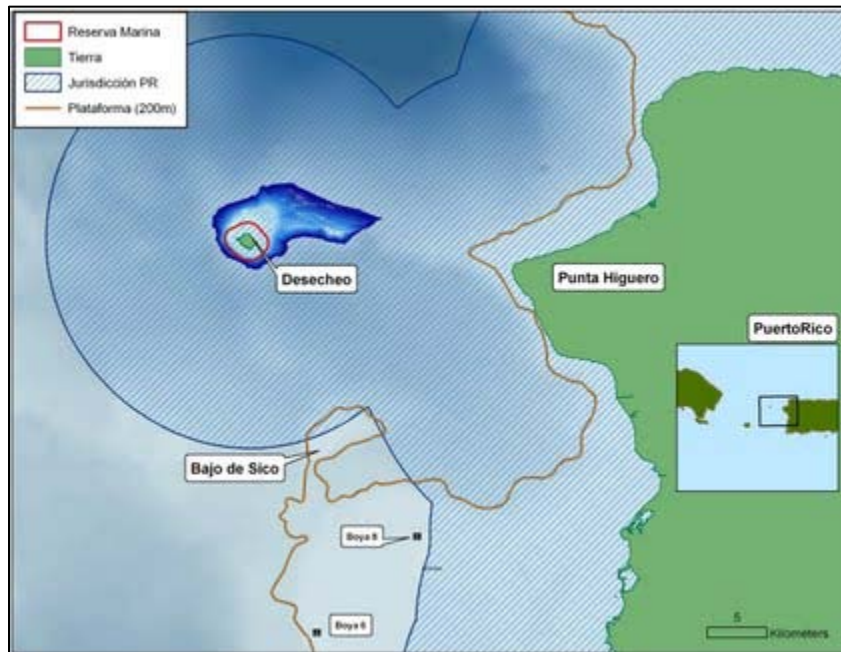 Reserva Marina
Tierra
Jurisdicción PR
Plataforma (200m)
Desecheo
Punta Higuero
PuertoRico
Bajo de Sico
Boya 8
Boya 6
5
Kilometers